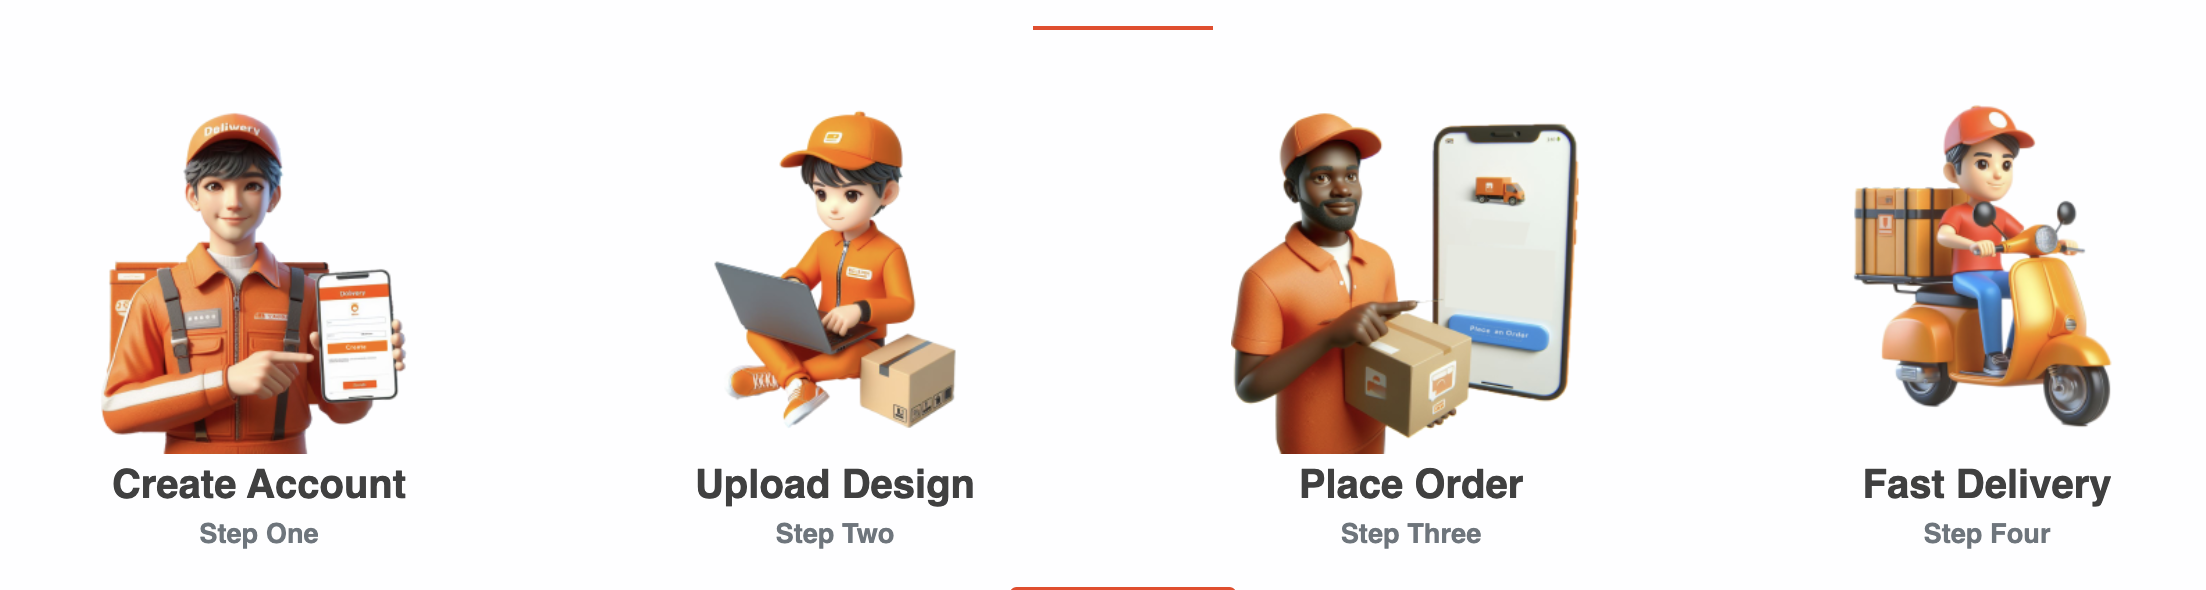 Delivery
Delivery
Create
Place an Order
Create Account
Upload Design
Place Order
Fast Delivery
Step One
Step Two
Step Three
Step Four